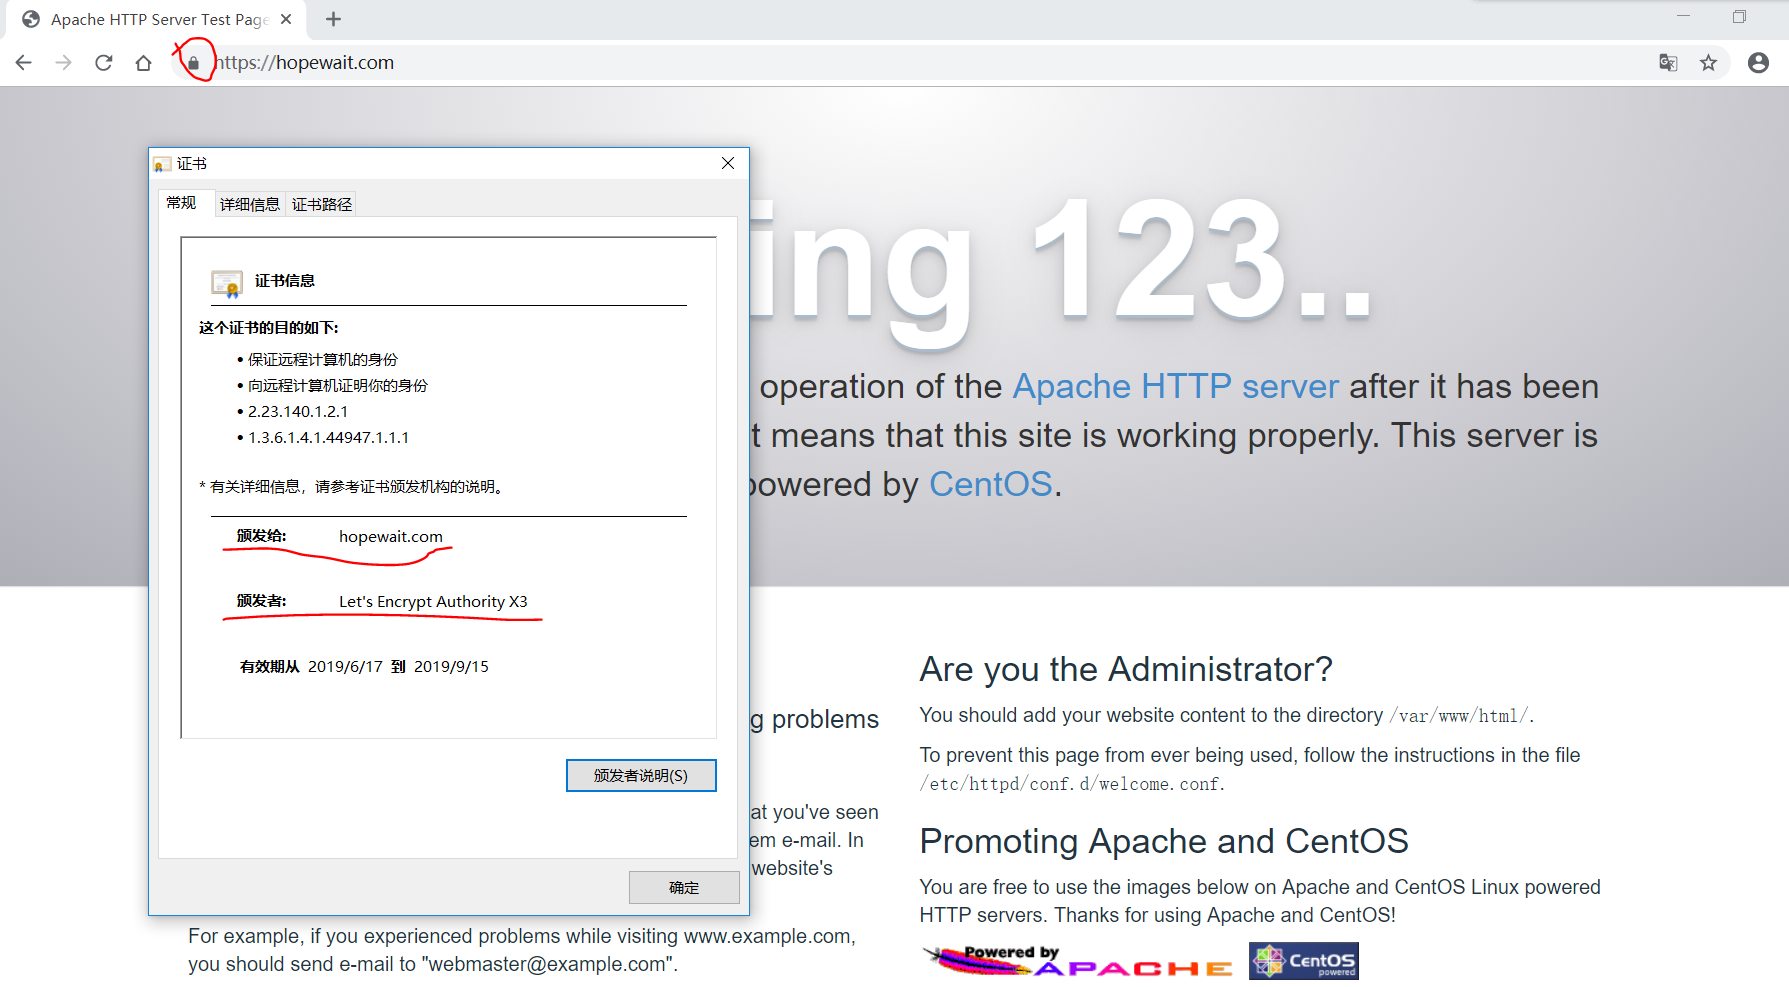 Apache HTTP Server Test Page
https://hopewait.com
证书
常规 详细信息 证书路径
证书信息
这个证书的目的如下:
• 保证远程计算机的身份
• 向远程计算机证明你的身份
• 2.23.140.1.2.1
• 1.3.6.1.4.1.44947.1.1.1
* 有关详细信息，请参考证书颁发机构的说明。
颁发给: hopewait.com
颁发者: Let's Encrypt Authority X3
有效期从 2019/6/17 到 2019/9/15
颁发者说明(S)
确定
ing 123..
operation of the Apache HTTP server after it has been
t means that this site is working properly. This server is
powered by CentOS.
g problems
at you've seen
em e-mail. In
website's
For example, if you experienced problems while visiting www.example.com,
you should send e-mail to "webmaster@example.com".
Are you the Administrator?
You should add your website content to the directory /var/www/html/.
To prevent this page from ever being used, follow the instructions in the file
/etc/httpd/conf.d/welcome.conf.
Promoting Apache and CentOS
You are free to use the images below on Apache and CentOS Linux powered
HTTP servers. Thanks for using Apache and CentOS!
Powered by
APACHE
CentOS
powered